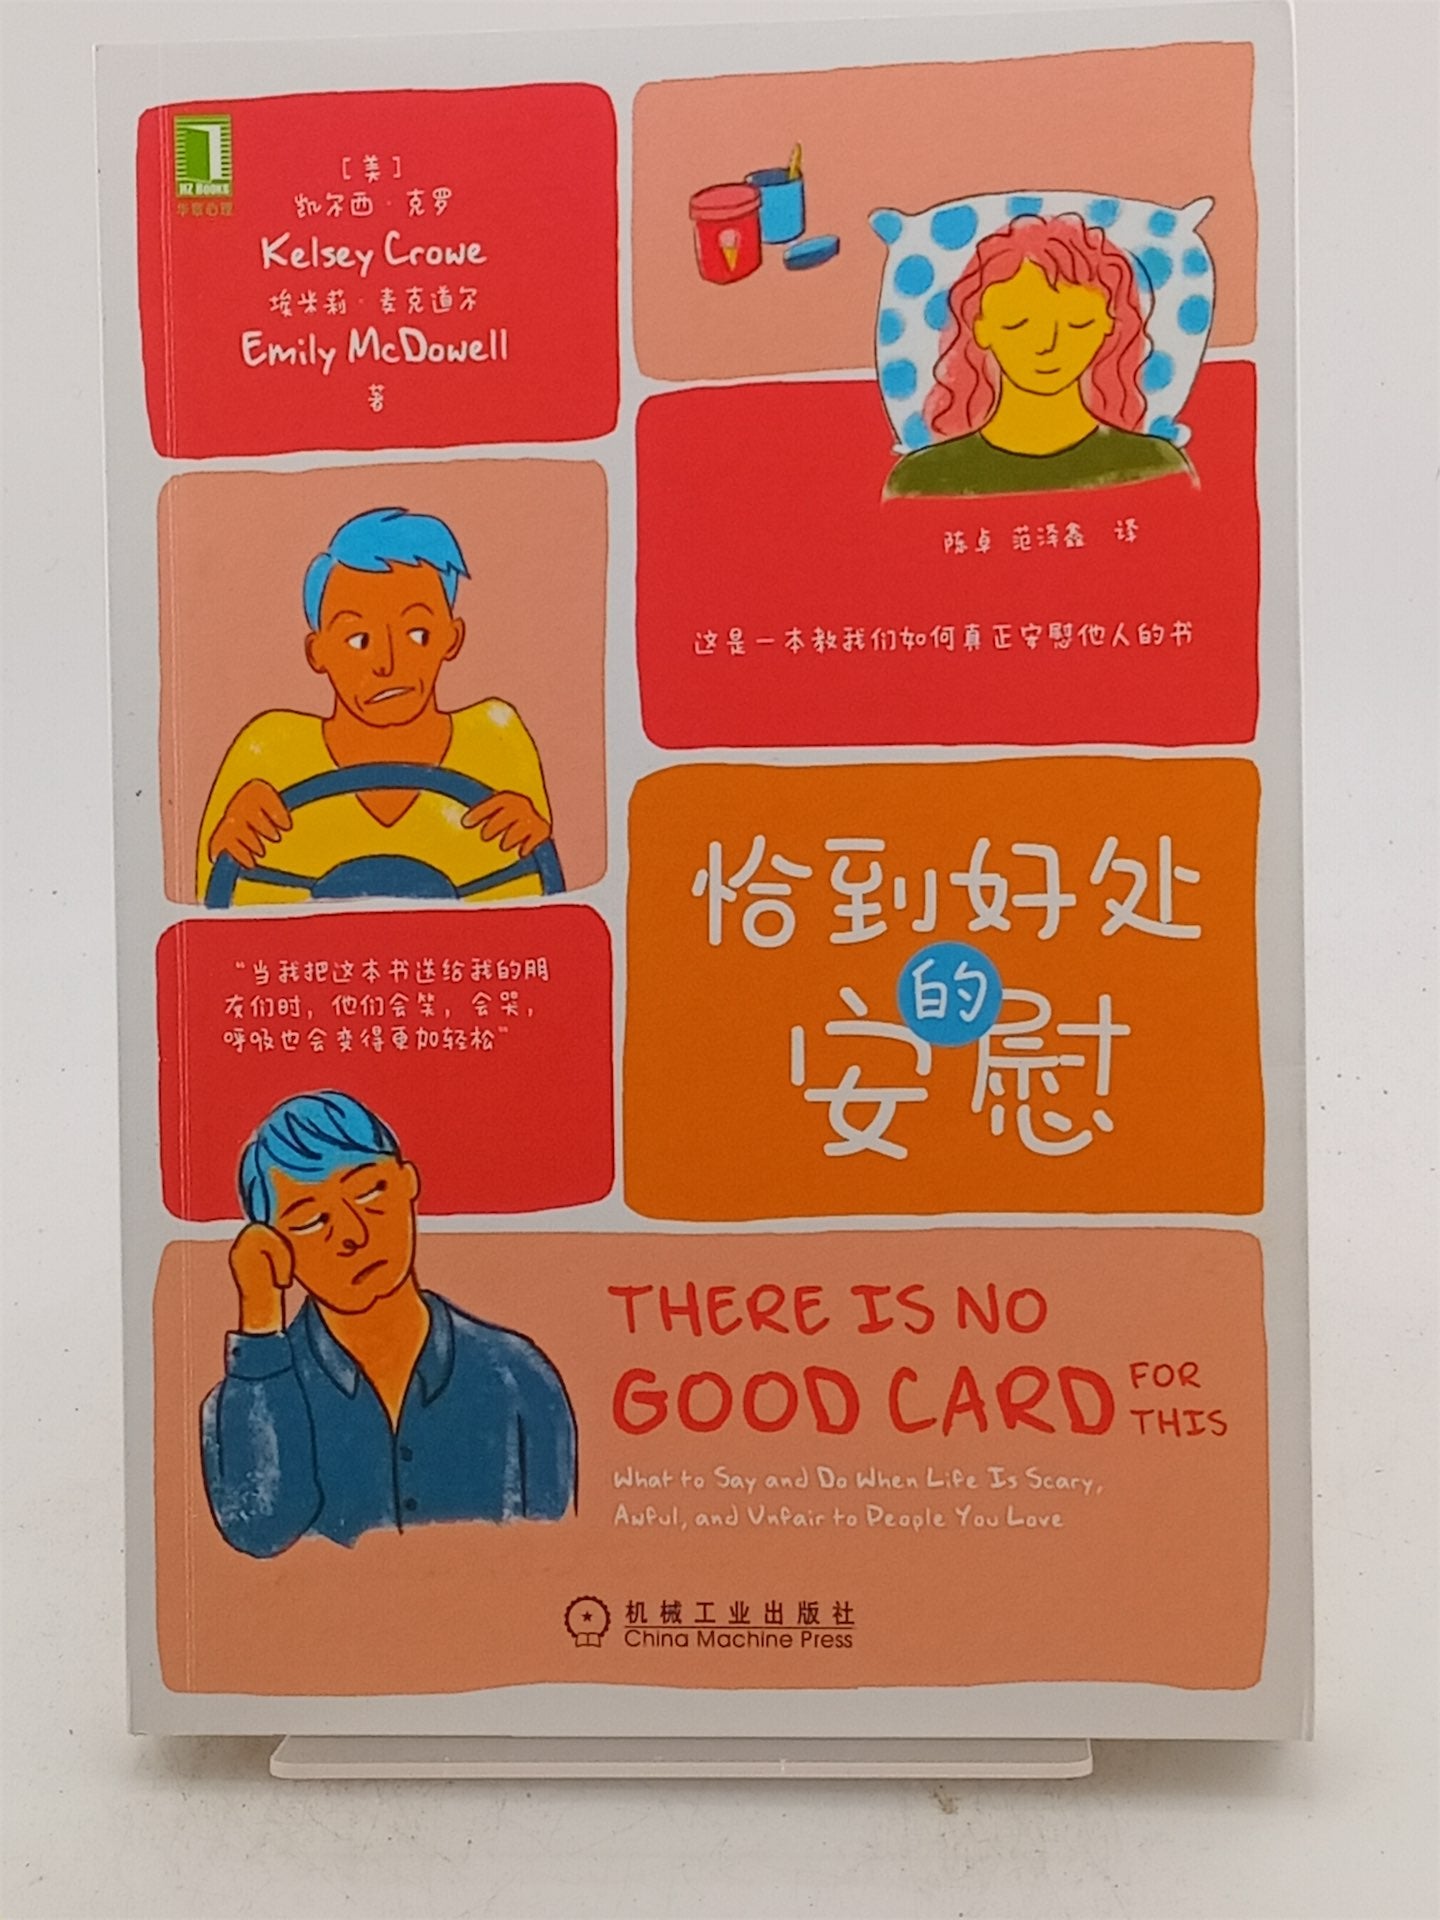 HZ BOOKS
华章心理
[美]
凯尔西·克罗
Kelsey Crowe
埃米莉·麦克道尔
Emily McDowell
著
陈卓 范泽鑫 译
这是一本教我们如何真正安慰他人的书
恰到好处
的
安慰
“当我把这本书送给我的朋
友们时，他们会笑，会哭，
呼吸也会变得更加轻松”
THERE IS NO
GOOD CARD FOR
THIS
What to Say and Do When Life Is Scary,
Awful, and Unfair to People You Love
机械工业出版社
China Machine Press